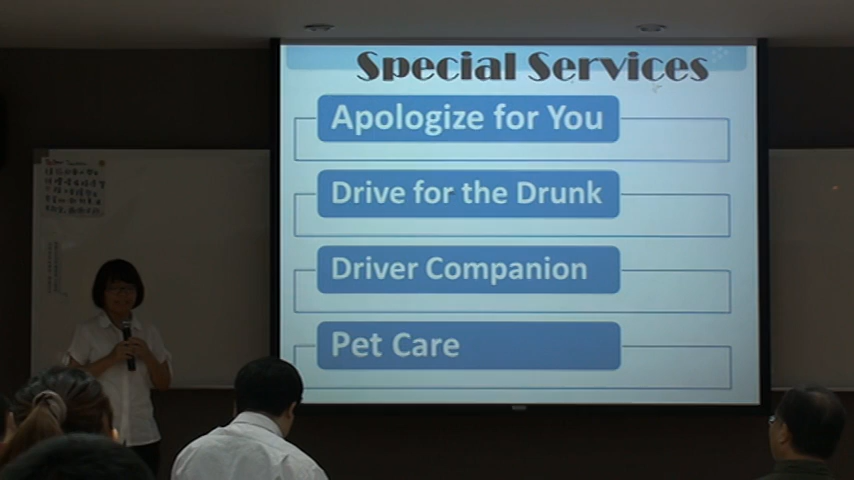 Special Services
Apologize for You
Drive for the Drunk
Driver Companion
Pet Care